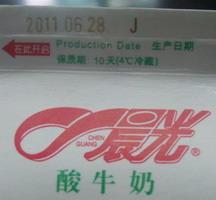 2011 06 28 J
在此开启 Production Date 生产日期
保质期 10天(4℃冷藏)
晨光®
CHEN GUANG
酸牛奶